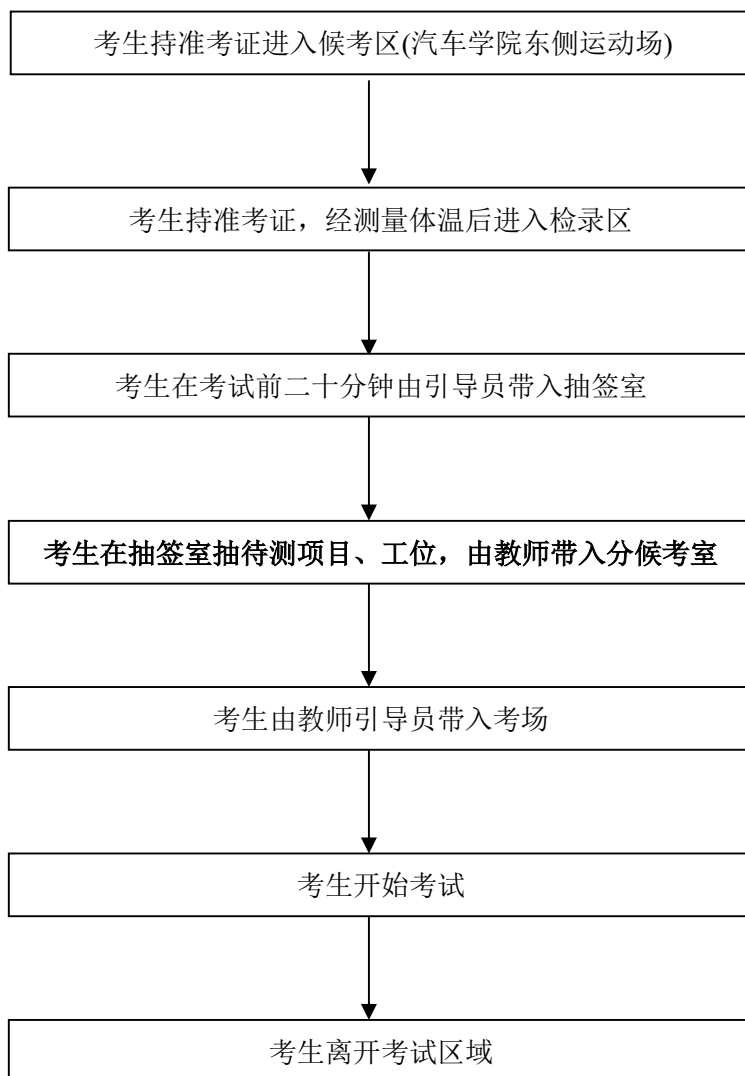 考生持准考证进入候考区(汽车学院东侧运动场)
考生持准考证，经测量体温后进入检录区
考生在考试前二十分钟由引导员带入抽签室
考生在抽签室抽待测项目、工位，由教师带入分候考室
考生由教师引导员带入考场
考生开始考试
考生离开考试区域